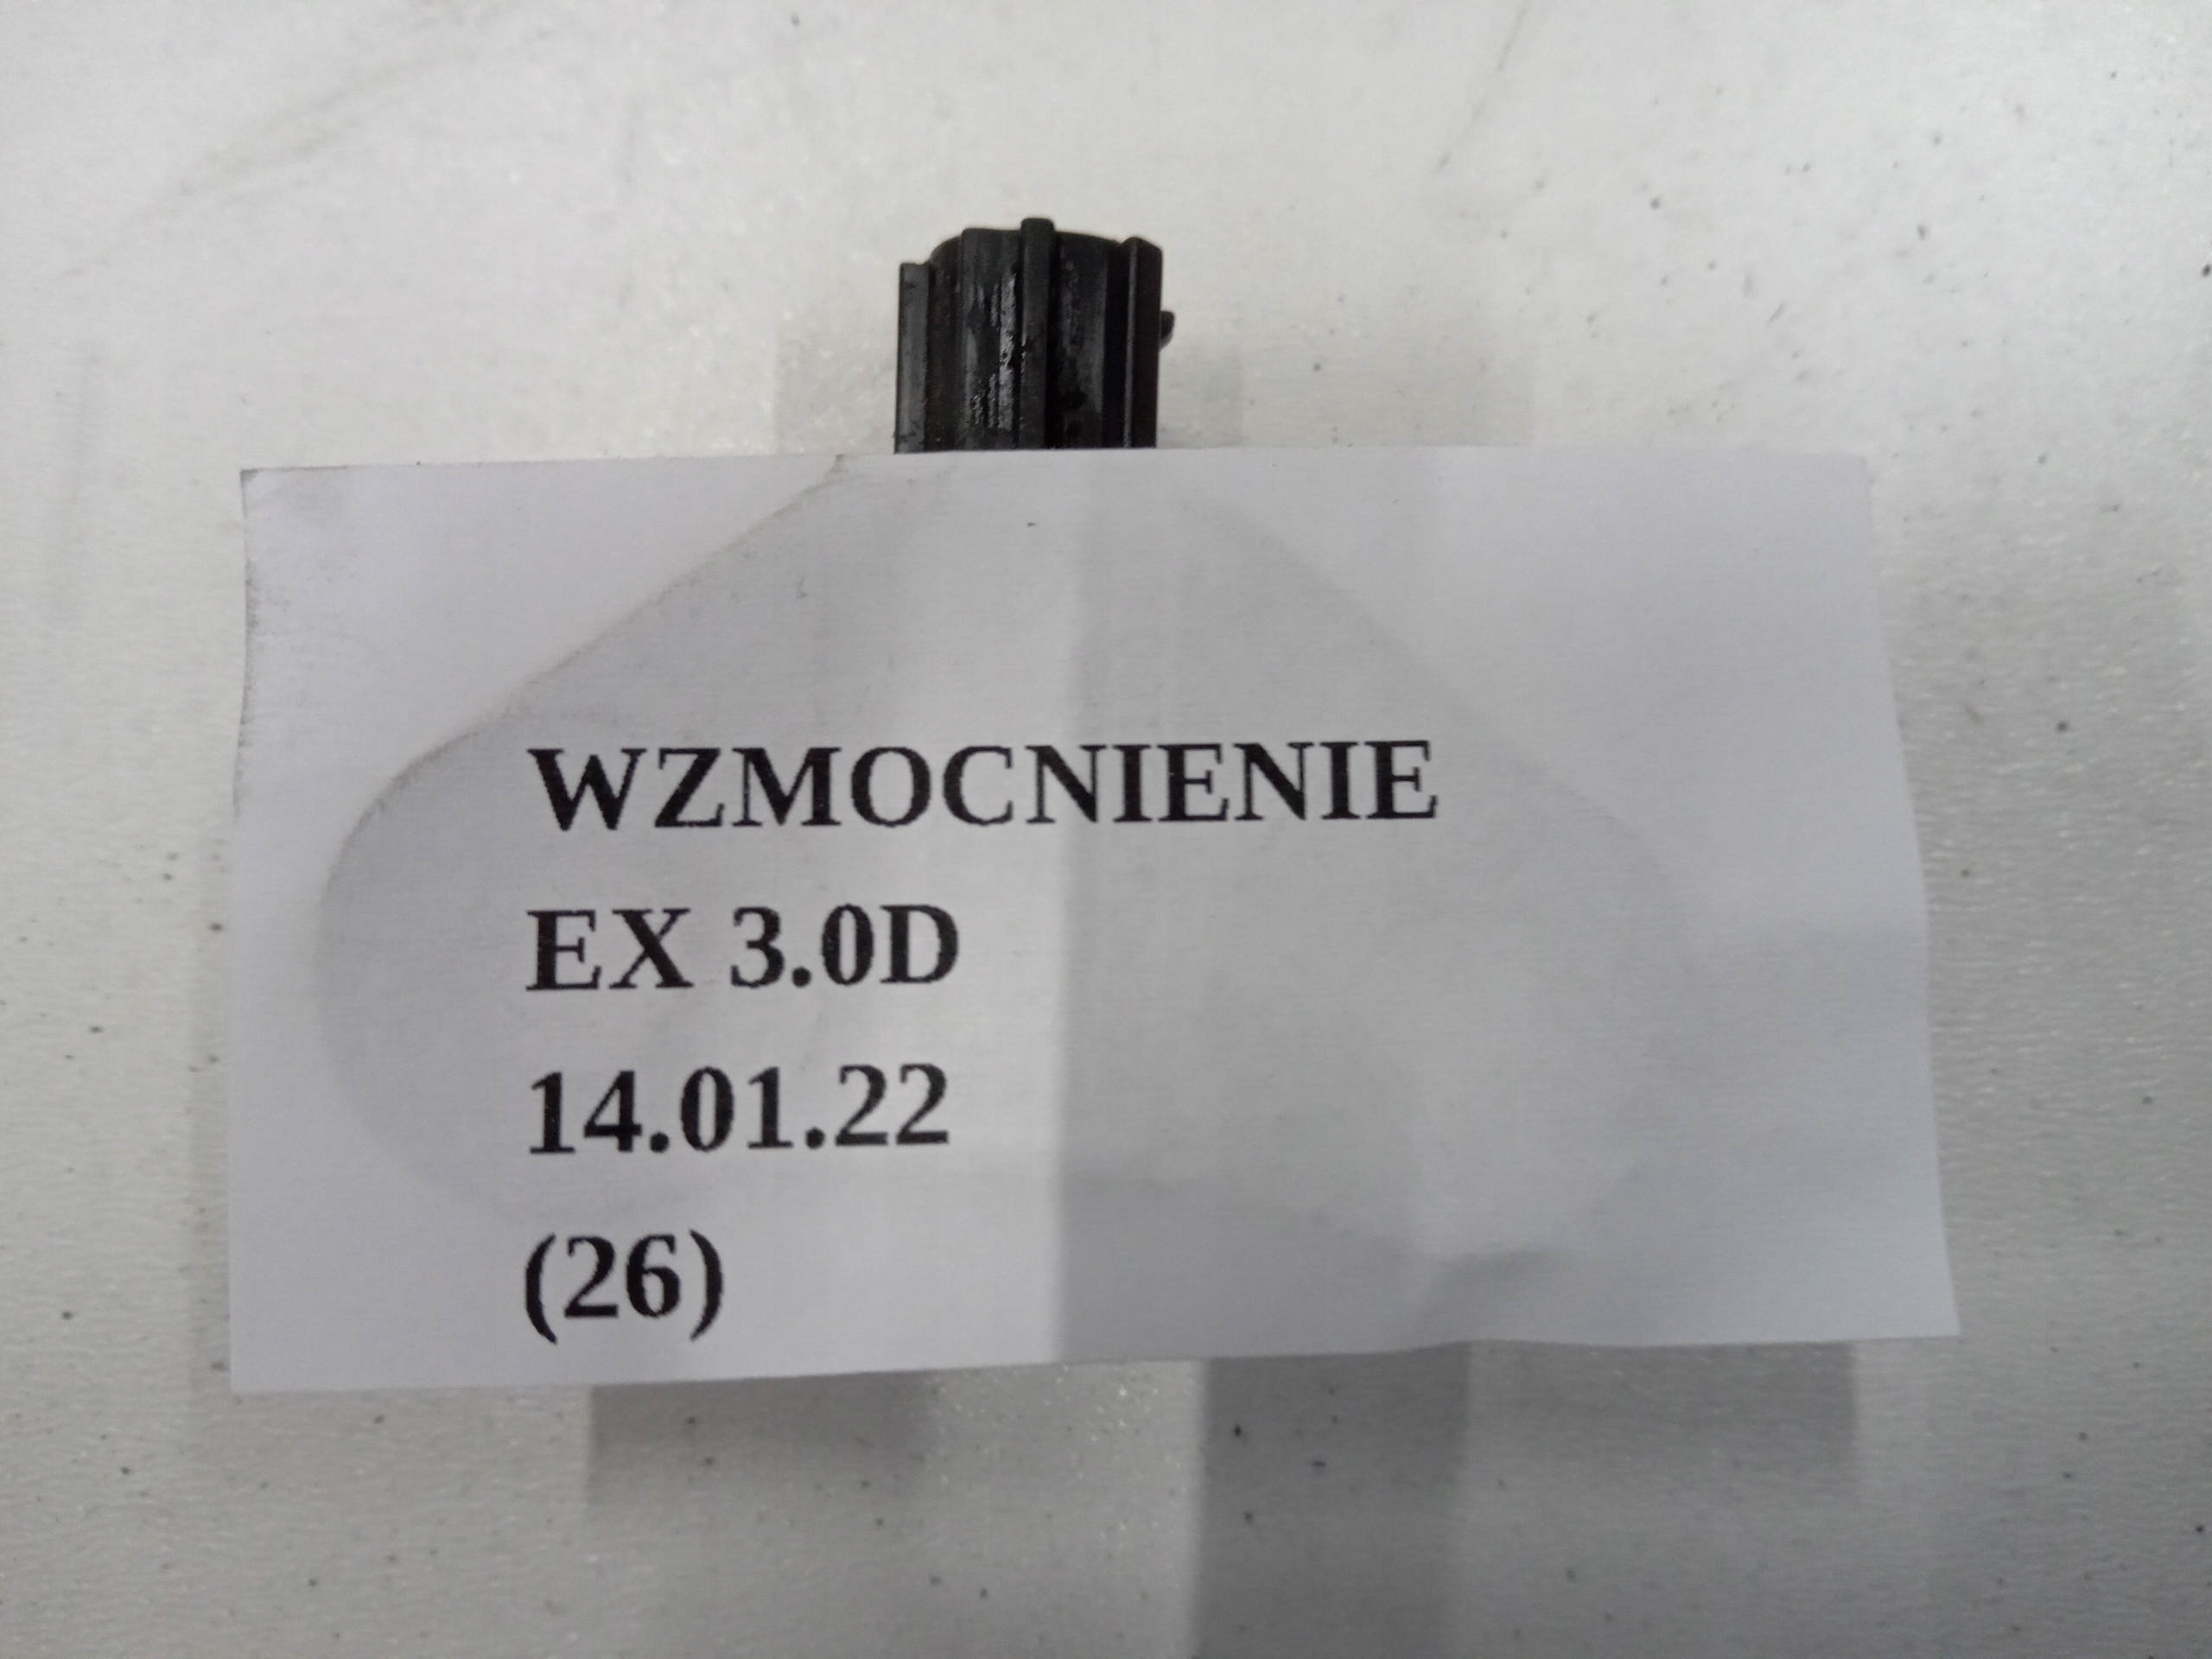 WZMOCNIENIE
EX 3.0D
14.01.22
(26)